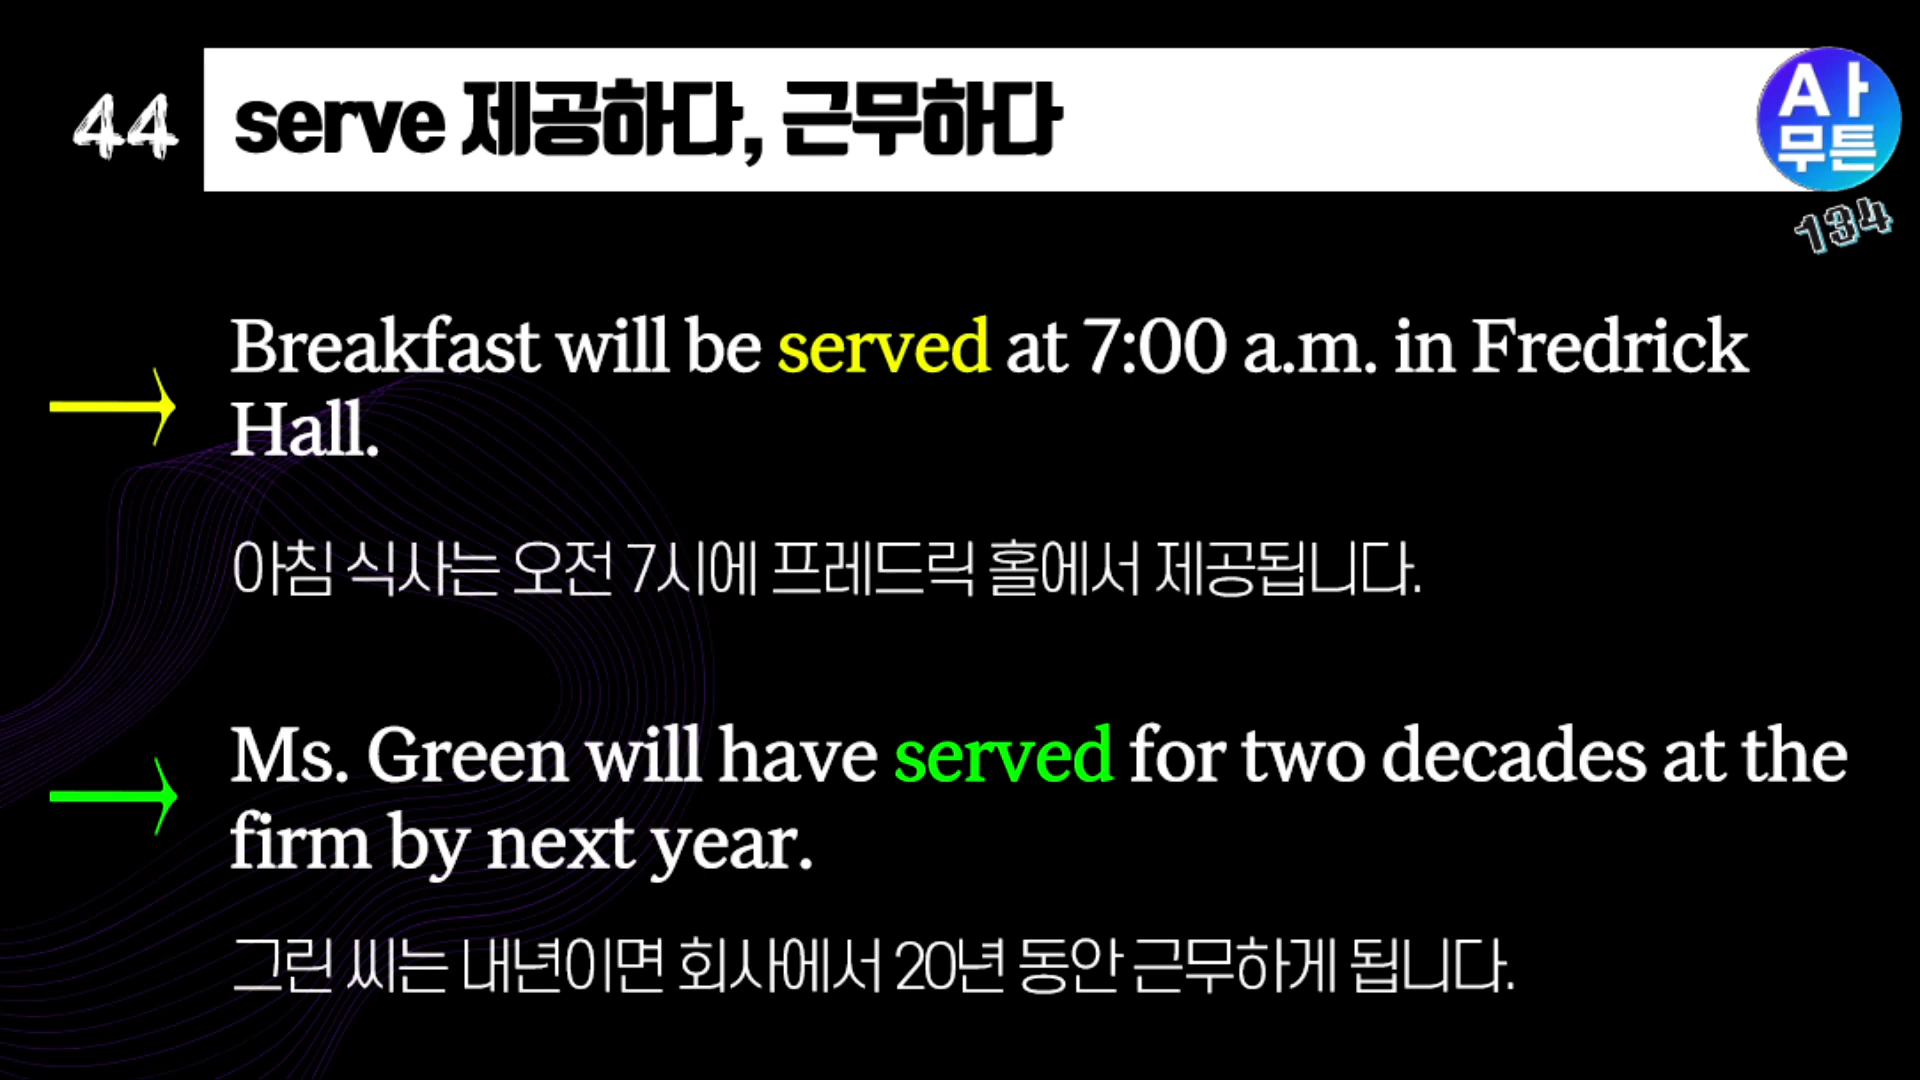 44
serve 제공하다, 근무하다
사
무튼
134
Breakfast will be served at 7:00 a.m. in Fredrick
Hall.
아침 식사는 오전 7시에 프레드릭 홀에서 제공됩니다.
Ms. Green will have served for two decades at the
firm by next year.
그린 씨는 내년이면 회사에서 20년 동안 근무하게 됩니다.